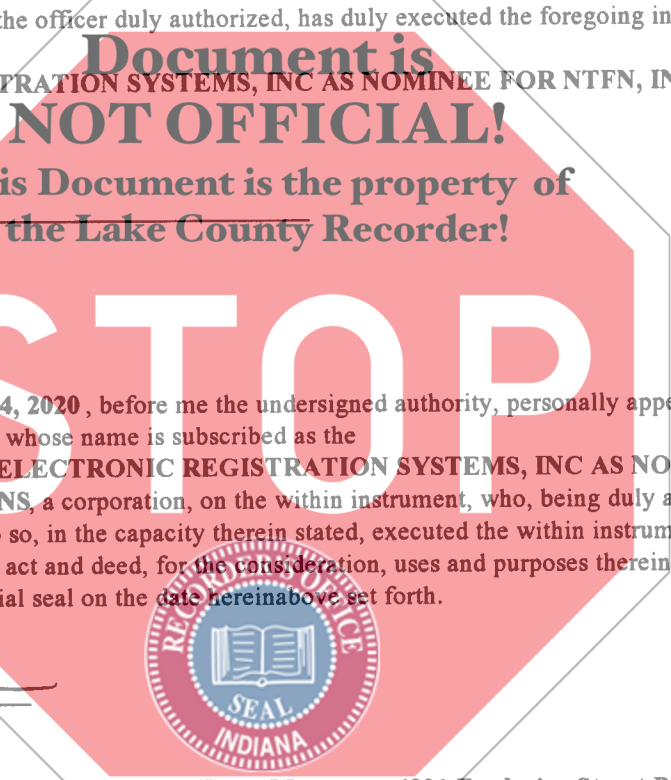 the officer duly authorized, has duly executed the foregoing in
Document is
TRATION SYSTEMS, INC AS NOMINEE FOR NTFN, IN
NOT OFFICIAL!
is Document is the property of
the Lake County Recorder!
STOP
4, 2020 , before me the undersigned authority, personally appe
whose name is subscribed as the
ELECTRONIC REGISTRATION SYSTEMS, INC AS NO
NS, a corporation, on the within instrument, who, being duly a
so, in the capacity therein stated, executed the within instrum
act and deed, for the consideration, uses and purposes therein
ial seal on the date hereinabove set forth.
RECORDER'S OFFICE
SEAL
INDIANA